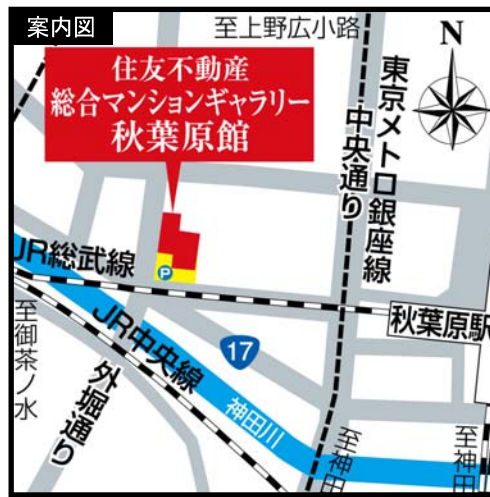 案内図
至上野広小路
N
住友不動産
総合マンションギャラリー
秋葉原館
東京メトロ銀座線
中央通り
JR総武線
P
秋葉原駅
至御茶ノ水
JR中央線
17
外堀通り
神田川
至神田
至神田